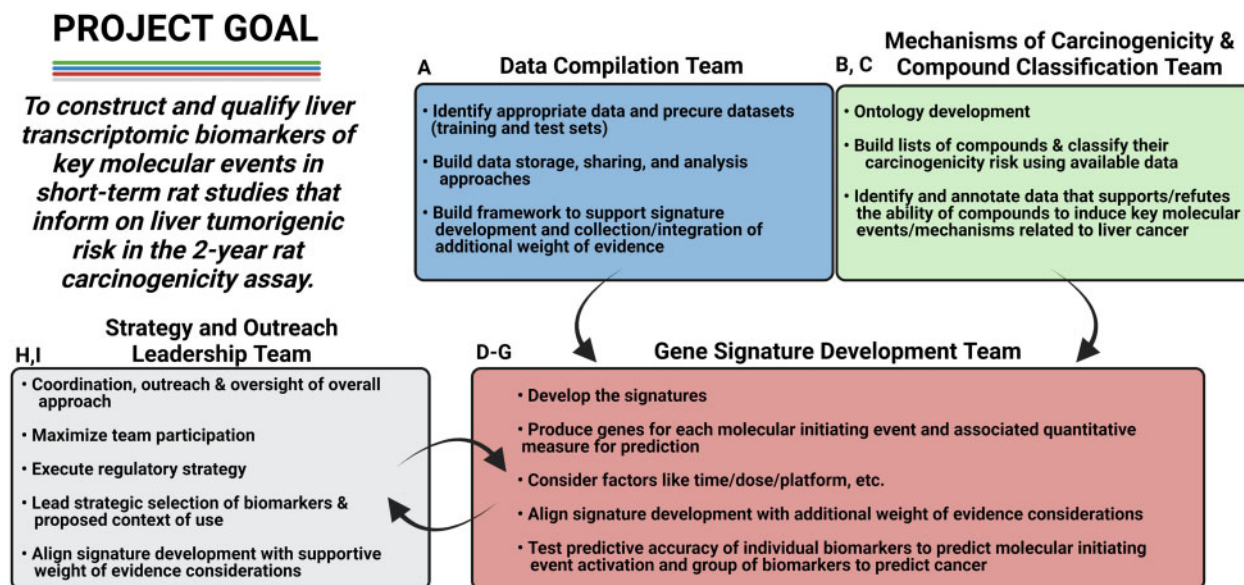 PROJECT GOAL
To construct and qualify liver
transcriptomic biomarkers of
key molecular events in
short-term rat studies that
inform on liver tumorigenic
risk in the 2-year rat
carcinogenicity assay.
A
Data Compilation Team
• Identify appropriate data and precure datasets
(training and test sets)
• Build data storage, sharing, and analysis
approaches
• Build framework to support signature
development and collection/integration of
additional weight of evidence
B, C
Mechanisms of Carcinogenicity &
Compound Classification Team
• Ontology development
• Build lists of compounds & classify their
carcinogenicity risk using available data
• Identify and annotate data that supports/refutes
the ability of compounds to induce key molecular
events/mechanisms related to liver cancer
H,I
Strategy and Outreach
Leadership Team
• Coordination, outreach & oversight of overall
approach
• Maximize team participation
• Execute regulatory strategy
• Lead strategic selection of biomarkers &
proposed context of use
• Align signature development with supportive
weight of evidence considerations
D-G
Gene Signature Development Team
• Develop the signatures
• Produce genes for each molecular initiating event and associated quantitative
measure for prediction
• Consider factors like time/dose/platform, etc.
• Align signature development with additional weight of evidence considerations
• Test predictive accuracy of individual biomarkers to predict molecular initiating
event activation and group of biomarkers to predict cancer